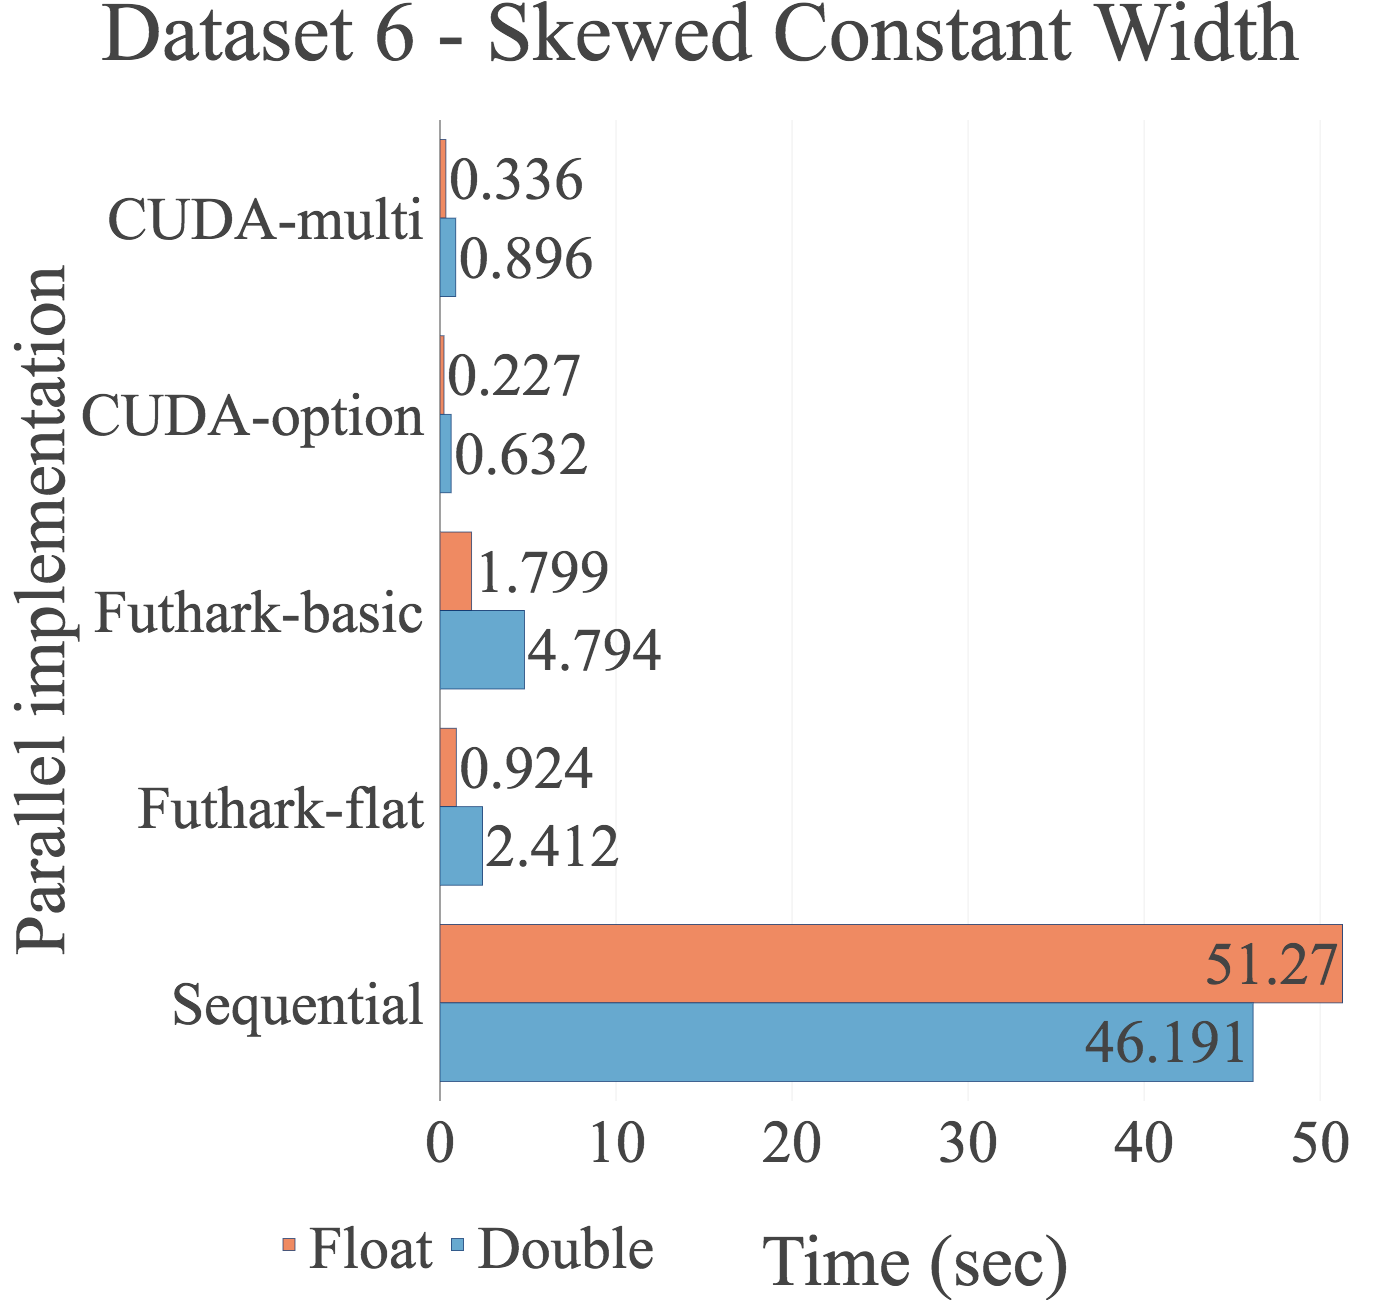 Dataset 6 - Skewed Constant Width
Parallel implementation
CUDA-multi
0.336
0.896
CUDA-option
0.227
0.632
Futhark-basic
1.799
4.794
Futhark-flat
0.924
2.412
Sequential
51.27
46.191
0 10 20 30 40 50
Float Double
Time (sec)